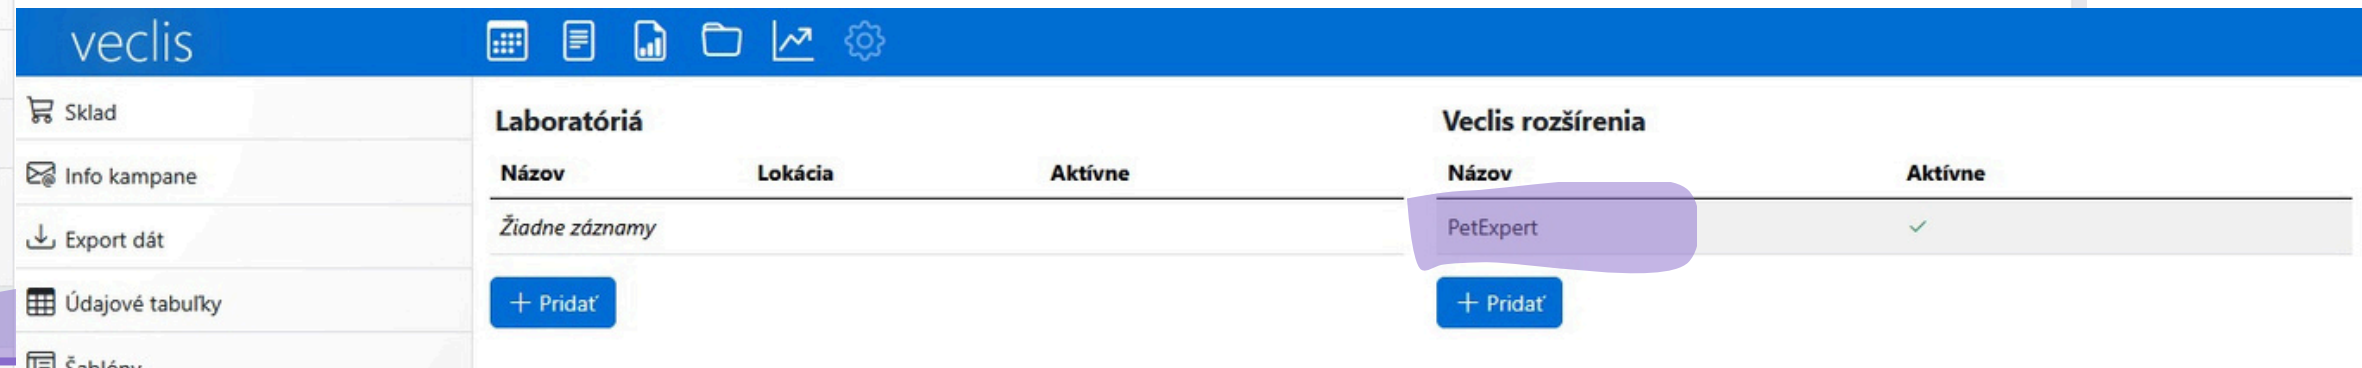 veclis
Sklad
Info kampane
Export dát
Údajové tabuľky
Šablóny
Laboratóriá
Názov Lokácia Aktívne
Žiadne záznamy
+ Pridať
Veclis rozšírenia
Názov Aktívne
PetExpert
+ Pridať